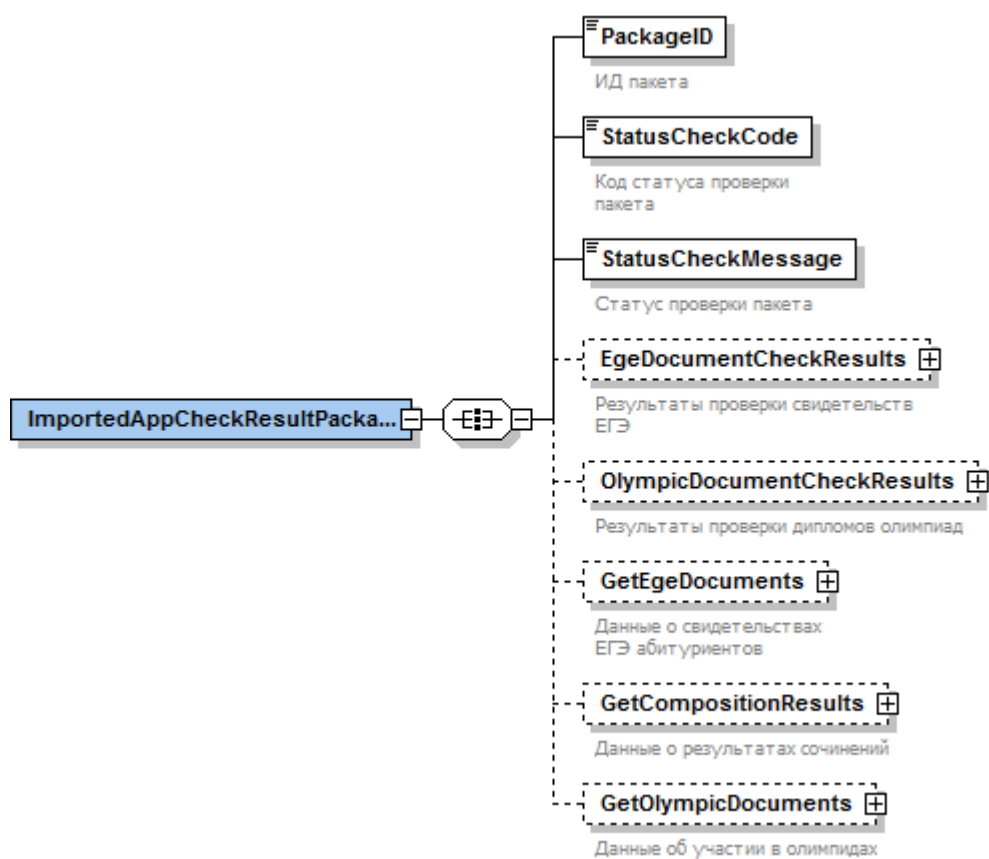 PackageID
ИД пакета
StatusCheckCode
Код статуса проверки
пакета
StatusCheckMessage
Статус проверки пакета
EgeDocumentCheckResults
Результаты проверки свидетельств
ЕГЭ
ImportedAppCheckResultPacka...
OlympicDocumentCheckResults
Результаты проверки дипломов олимпиад
GetEgeDocuments
Данные о свидетельствах
ЕГЭ абитуриентов
GetCompositionResults
Данные о результатах сочинений
GetOlympicDocuments
Данные об участии в олимпидах